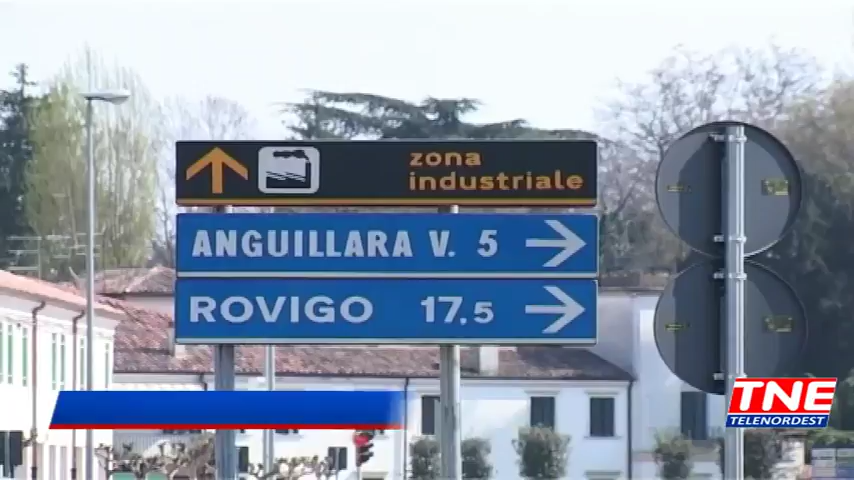 zona
industriale
ANGUILLARA V. 5
ROVIGO 17.5
TNE
TELENORDEST